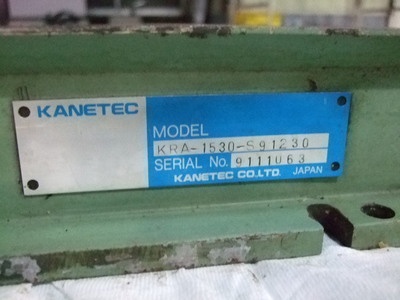 KANETEC
MODEL
KRA-1530-S91230
SERIAL No. 9111063
KANETEC CO.LTD. JAPAN